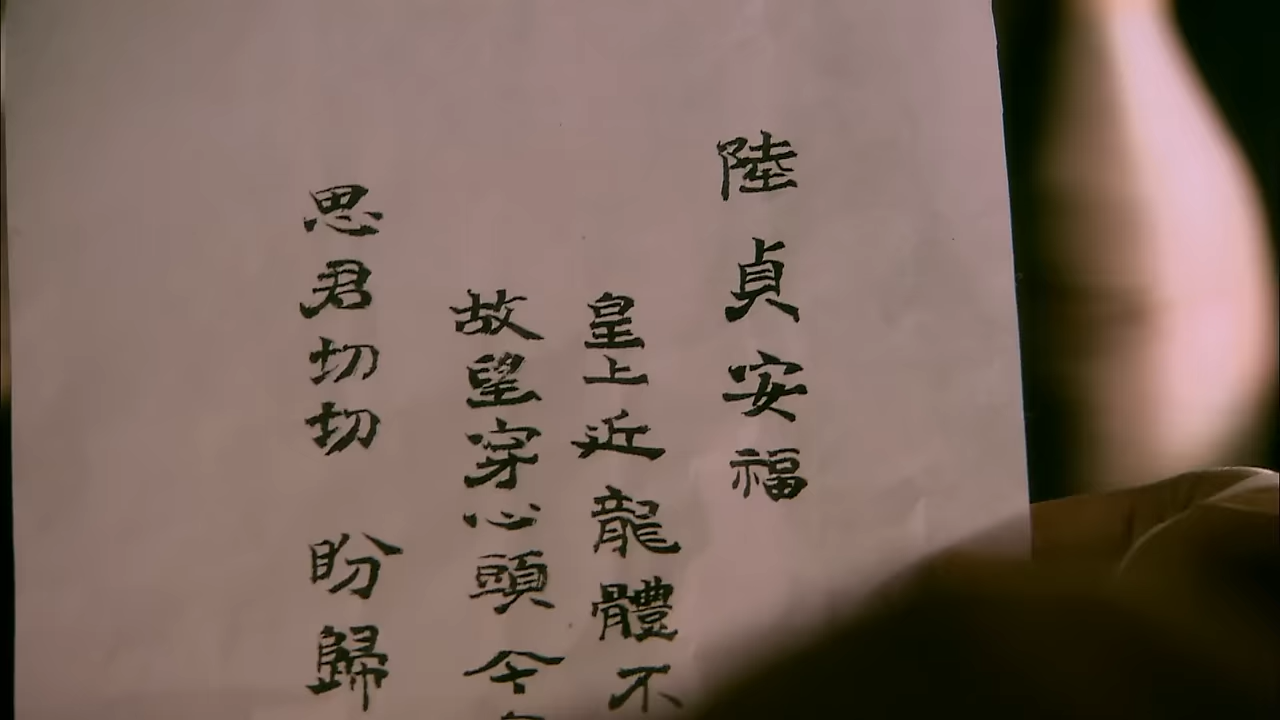 陸貞安福
皇上近龍體不
故望穿心頭今
思君切切 盼歸